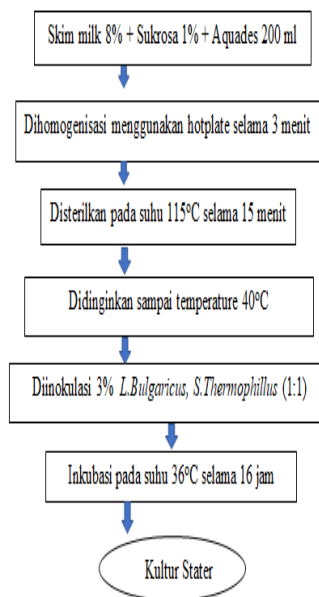 Skim milk 8% + Sukrosa 1% + Aquades 200 ml
Dihomogenisasi menggunakan hotplate selama 3 menit
Disterilkan pada suhu 115°C selama 15 menit
Didinginkan sampai temperature 40°C
Diinokulasi 3% L.Bulgaricus, S.Thermophillus (1:1)
Inkubasi pada suhu 36°C selama 16 jam
Kultur Stater